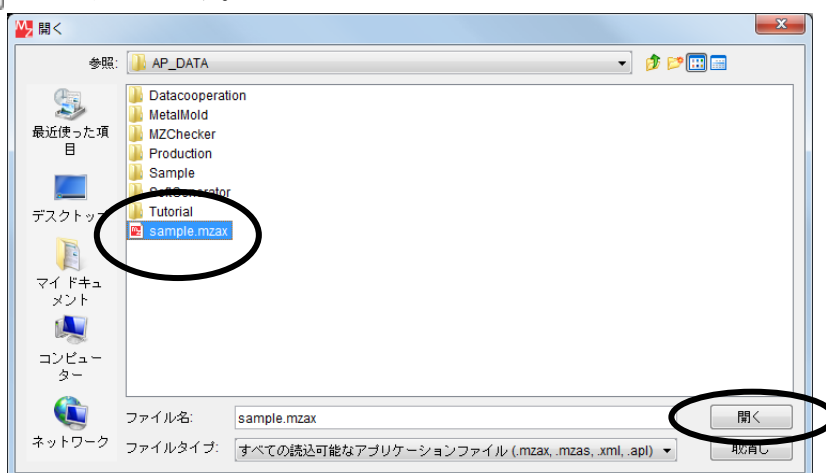 開く
参照: AP_DATA
最近使った項
目
デスクトップ
マイ ドキュ
メント
コンピュー
ター
ネットワーク
Datacooperation
MetalMold
MZChecker
Production
Sample
SoftGenerator
Tutorial
sample.mzax
ファイル名: sample.mzax
開く
ファイルタイプ: すべての読込可能なアプリケーションファイル (.mzax, .mzas, .xml, .apl)
取消し